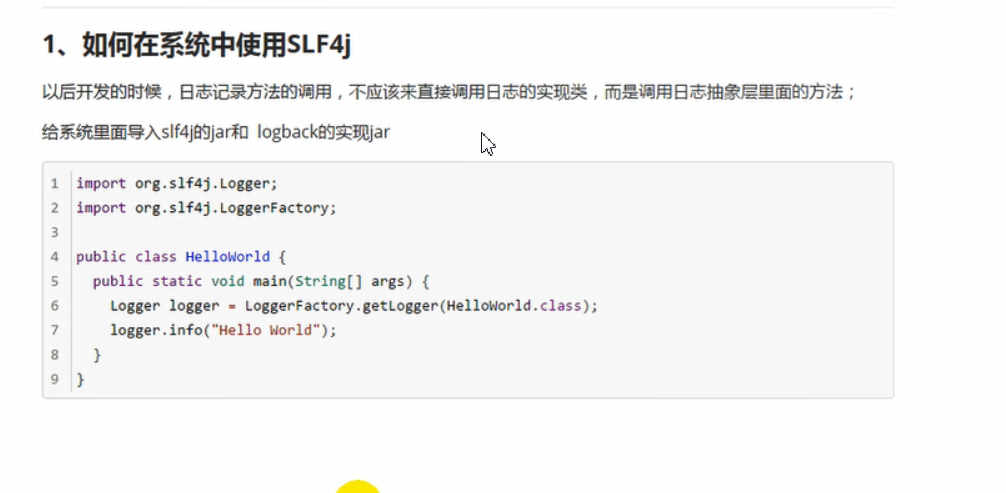 1、如何在系统中使用SLF4j
以后开发的时候，日志记录方法的调用，不应该来直接调用日志的实现类，而是调用日志抽象层里面的方法；
给系统里面导入slf4j的jar和 logback的实现jar
1 import org.slf4j.Logger;
2 import org.slf4j.LoggerFactory;
3
4 public class HelloWorld {
5   public static void main(String[] args) {
6     Logger logger = LoggerFactory.getLogger(HelloWorld.class);
7     logger.info("Hello World");
8   }
9 }